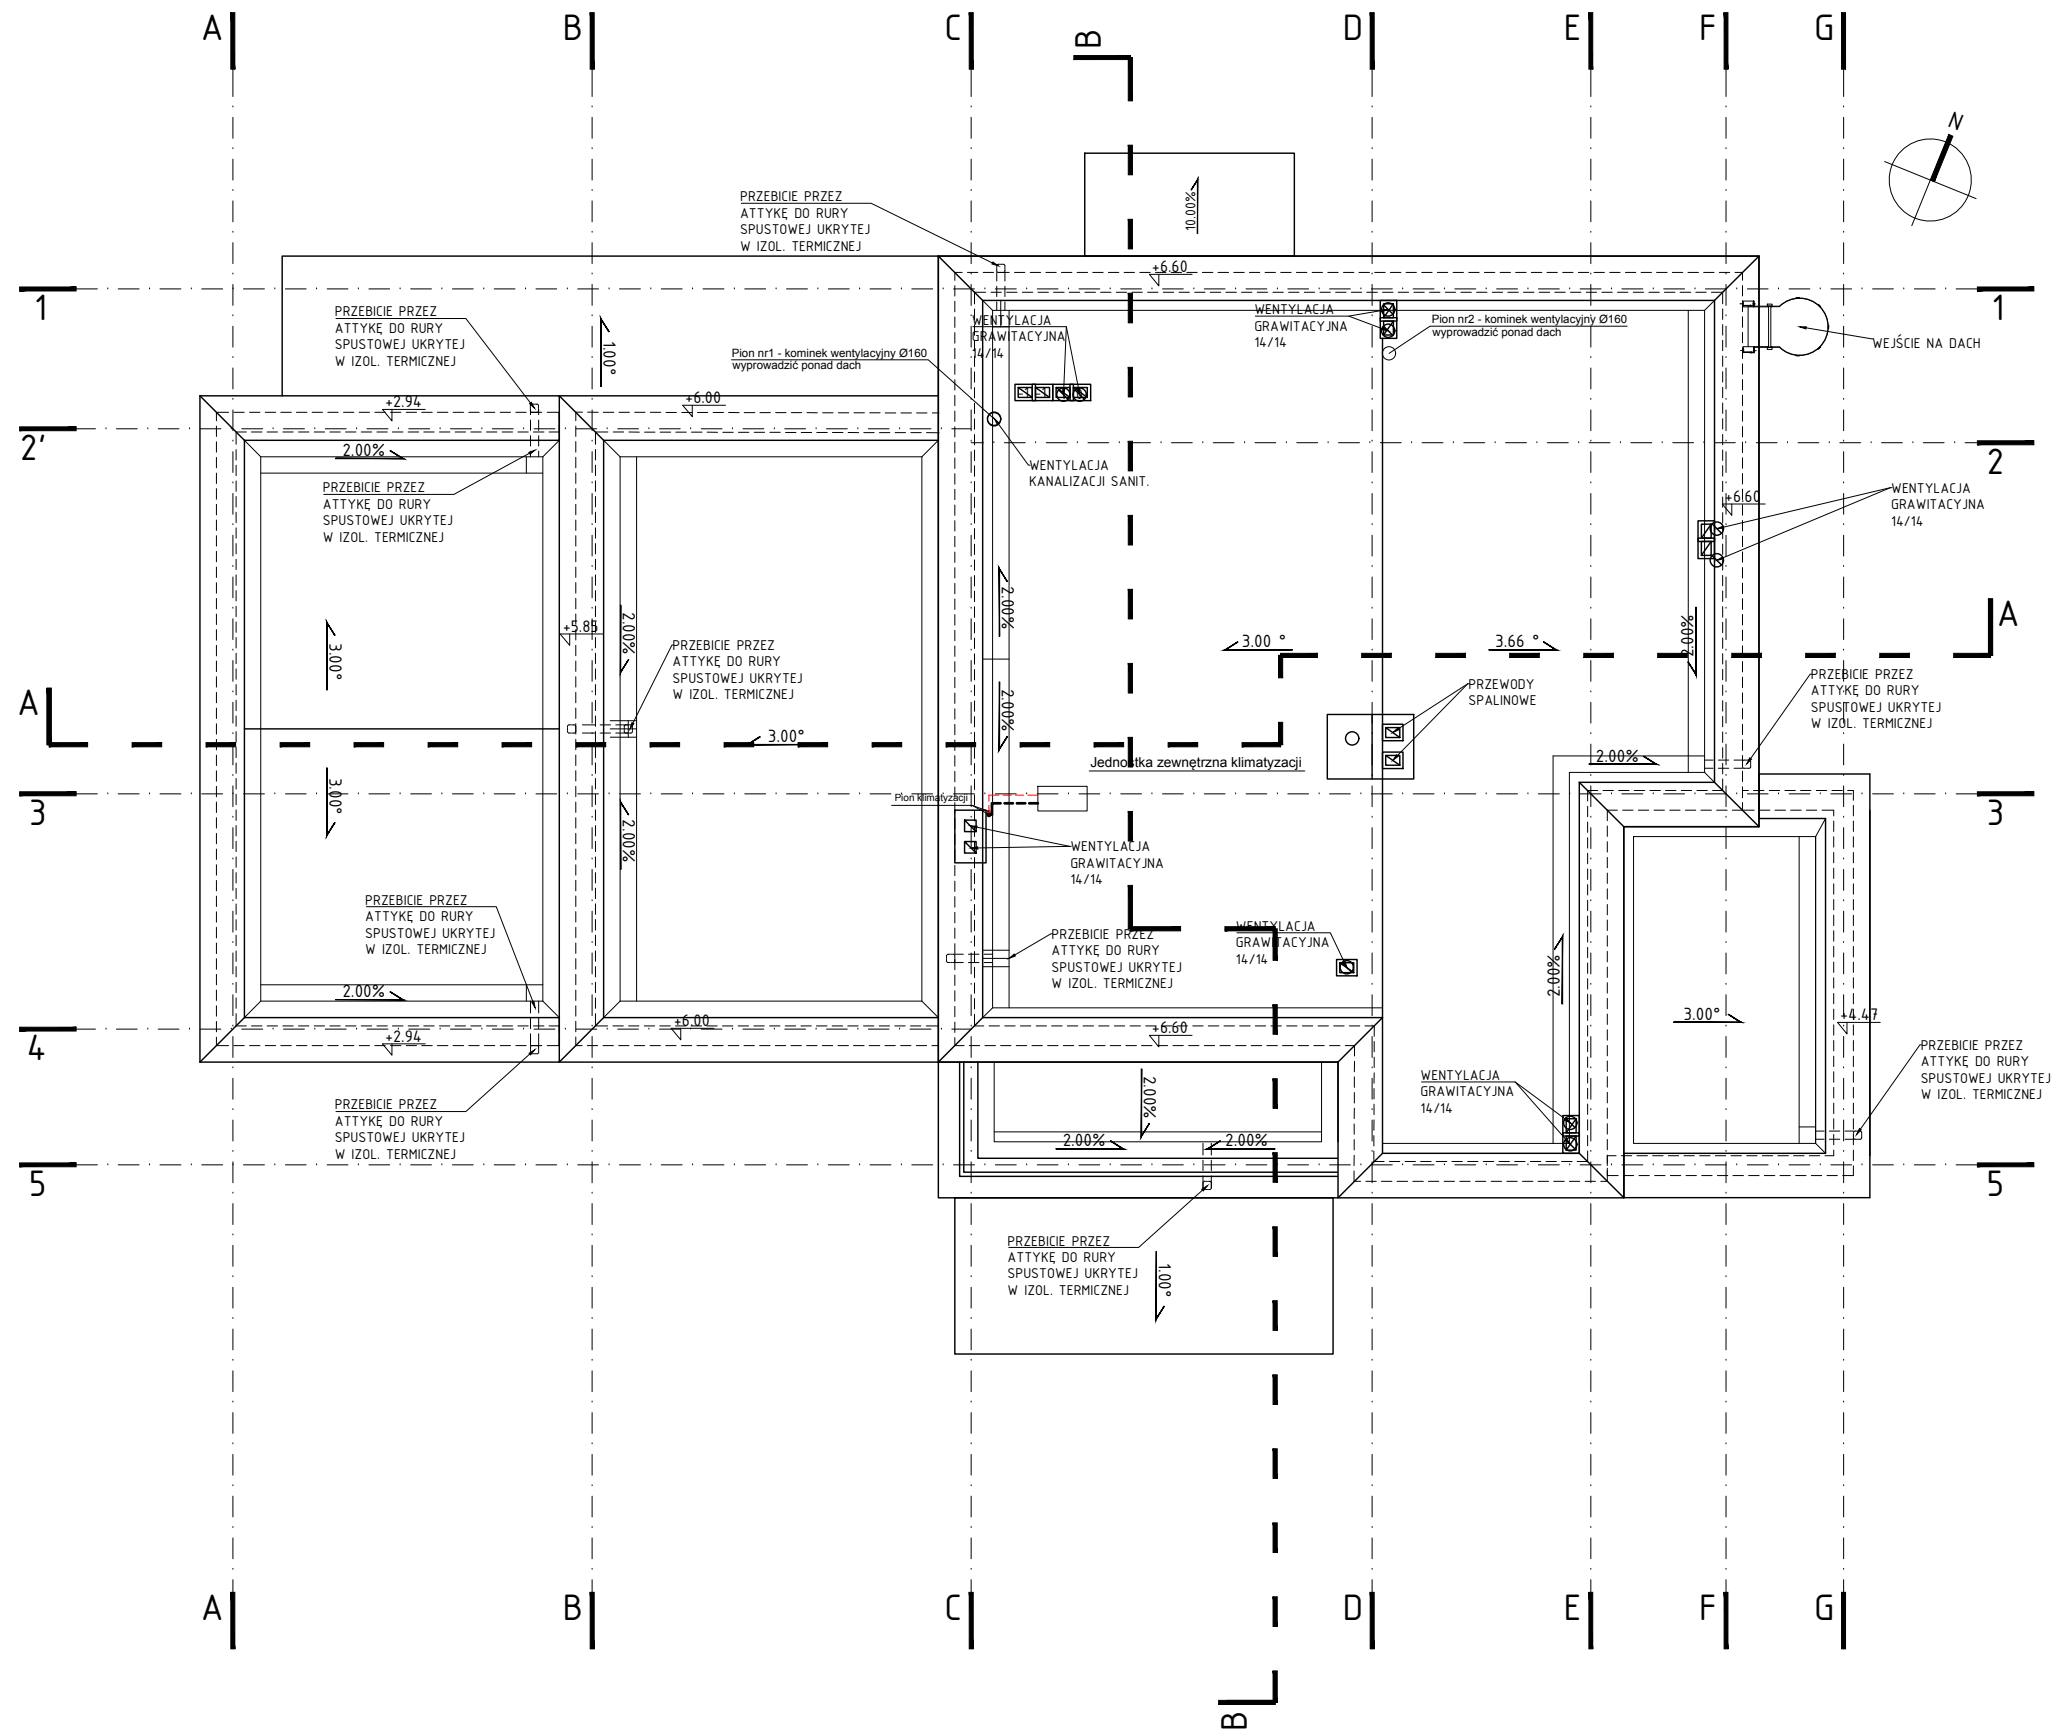 A
B
C
B
D
E
F
G
N
PRZEBICIE PRZEZ
ATTYKĘ DO RURY
SPUSTOWEJ UKRYTEJ
W IZOL. TERMICZNEJ
10.00%
+6.60
1
1
PRZEBICIE PRZEZ
ATTYKĘ DO RURY
SPUSTOWEJ UKRYTEJ
W IZOL. TERMICZNEJ
1.00°
WENTYLACJA
GRAWITACYJNA
14/14
WENTYLACJA
GRAWITACYJNA
14/14
Pion nr2 - kominek wentylacyjny Ø160
wyprowadzić ponad dach
WEJŚCIE NA DACH
Pion nr1 - kominek wentylacyjny Ø160
wyprowadzić ponad dach
+2.94
+6.00
2'
2
2.00%
WENTYLACJA
KANALIZACJI SANIT.
PRZEBICIE PRZEZ
ATTYKĘ DO RURY
SPUSTOWEJ UKRYTEJ
W IZOL. TERMICZNEJ
+6.60
WENTYLACJA
GRAWITACYJNA
14/14
3.00°
+5.85
2.00%
PRZEBICIE PRZEZ
ATTYKĘ DO RURY
SPUSTOWEJ UKRYTEJ
W IZOL. TERMICZNEJ
2.00%
2.00%
3.00 °
3.66 °
2.00%
A
A
PRZEWODY
SPALINOWE
PRZEBICIE PRZEZ
ATTYKĘ DO RURY
SPUSTOWEJ UKRYTEJ
W IZOL. TERMICZNEJ
3.00°
Jednostka zewnętrzna klimatyzacji
2.00%
3
3.00°
2.00%
Pion klimatyzacji
3
WENTYLACJA
GRAWITACYJNA
14/14
PRZEBICIE PRZEZ
ATTYKĘ DO RURY
SPUSTOWEJ UKRYTEJ
W IZOL. TERMICZNEJ
PRZEBICIE PRZEZ
ATTYKĘ DO RURY
SPUSTOWEJ UKRYTEJ
W IZOL. TERMICZNEJ
WENTYLACJA
GRAWITACYJNA
14/14
2.00%
2.00%
3.00°
+4.47
4
+2.94
+6.00
+6.60
PRZEBICIE PRZEZ
ATTYKĘ DO RURY
SPUSTOWEJ UKRYTEJ
W IZOL. TERMICZNEJ
PRZEBICIE PRZEZ
ATTYKĘ DO RURY
SPUSTOWEJ UKRYTEJ
W IZOL. TERMICZNEJ
2.00%
WENTYLACJA
GRAWITACYJNA
14/14
2.00%
2.00%
5
5
PRZEBICIE PRZEZ
ATTYKĘ DO RURY
SPUSTOWEJ UKRYTEJ
W IZOL. TERMICZNEJ
1.00°
A
B
C
D
E
F
G
B